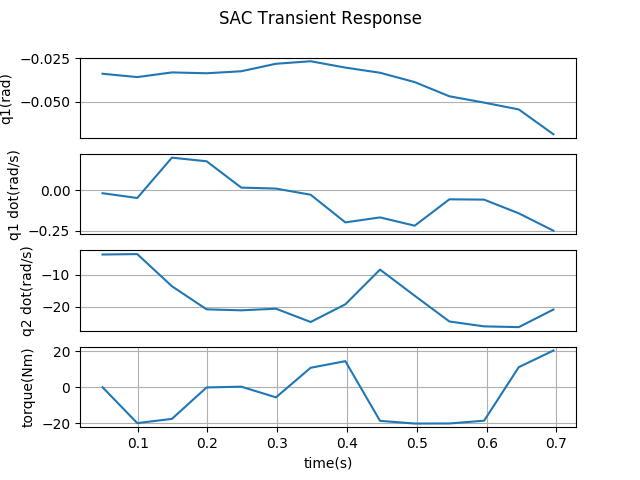 SAC Transient Response
−0.025
−0.050
q1(rad)
0.00
−0.25
q1 dot(rad/s)
−10
−20
q2 dot(rad/s)
20
0
−20
torque(Nm)
0.1 0.2 0.3 0.4 0.5 0.6 0.7
time(s)